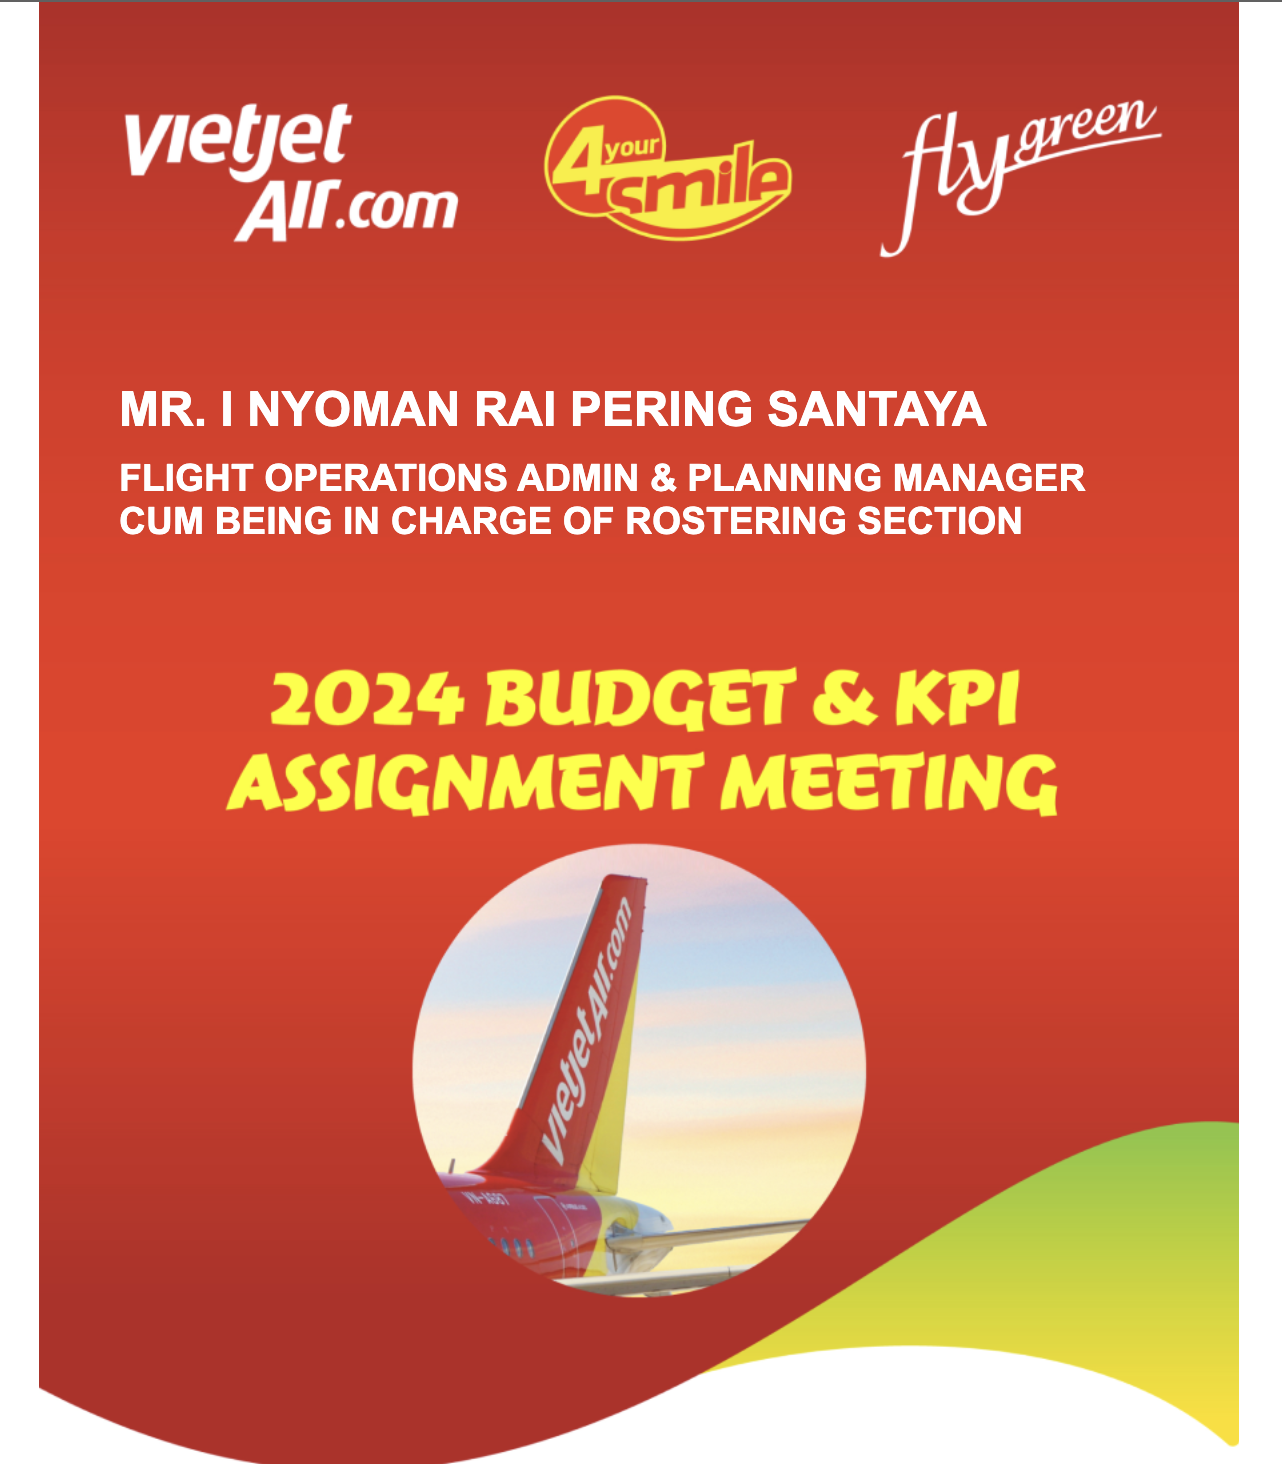 vietjet
Air.com
4 your smile
fly green
MR. I NYOMAN RAI PERING SANTAYA
FLIGHT OPERATIONS ADMIN & PLANNING MANAGER
CUM BEING IN CHARGE OF ROSTERING SECTION
2024 BUDGET & KPI
ASSIGNMENT MEETING
vietjetAir.com